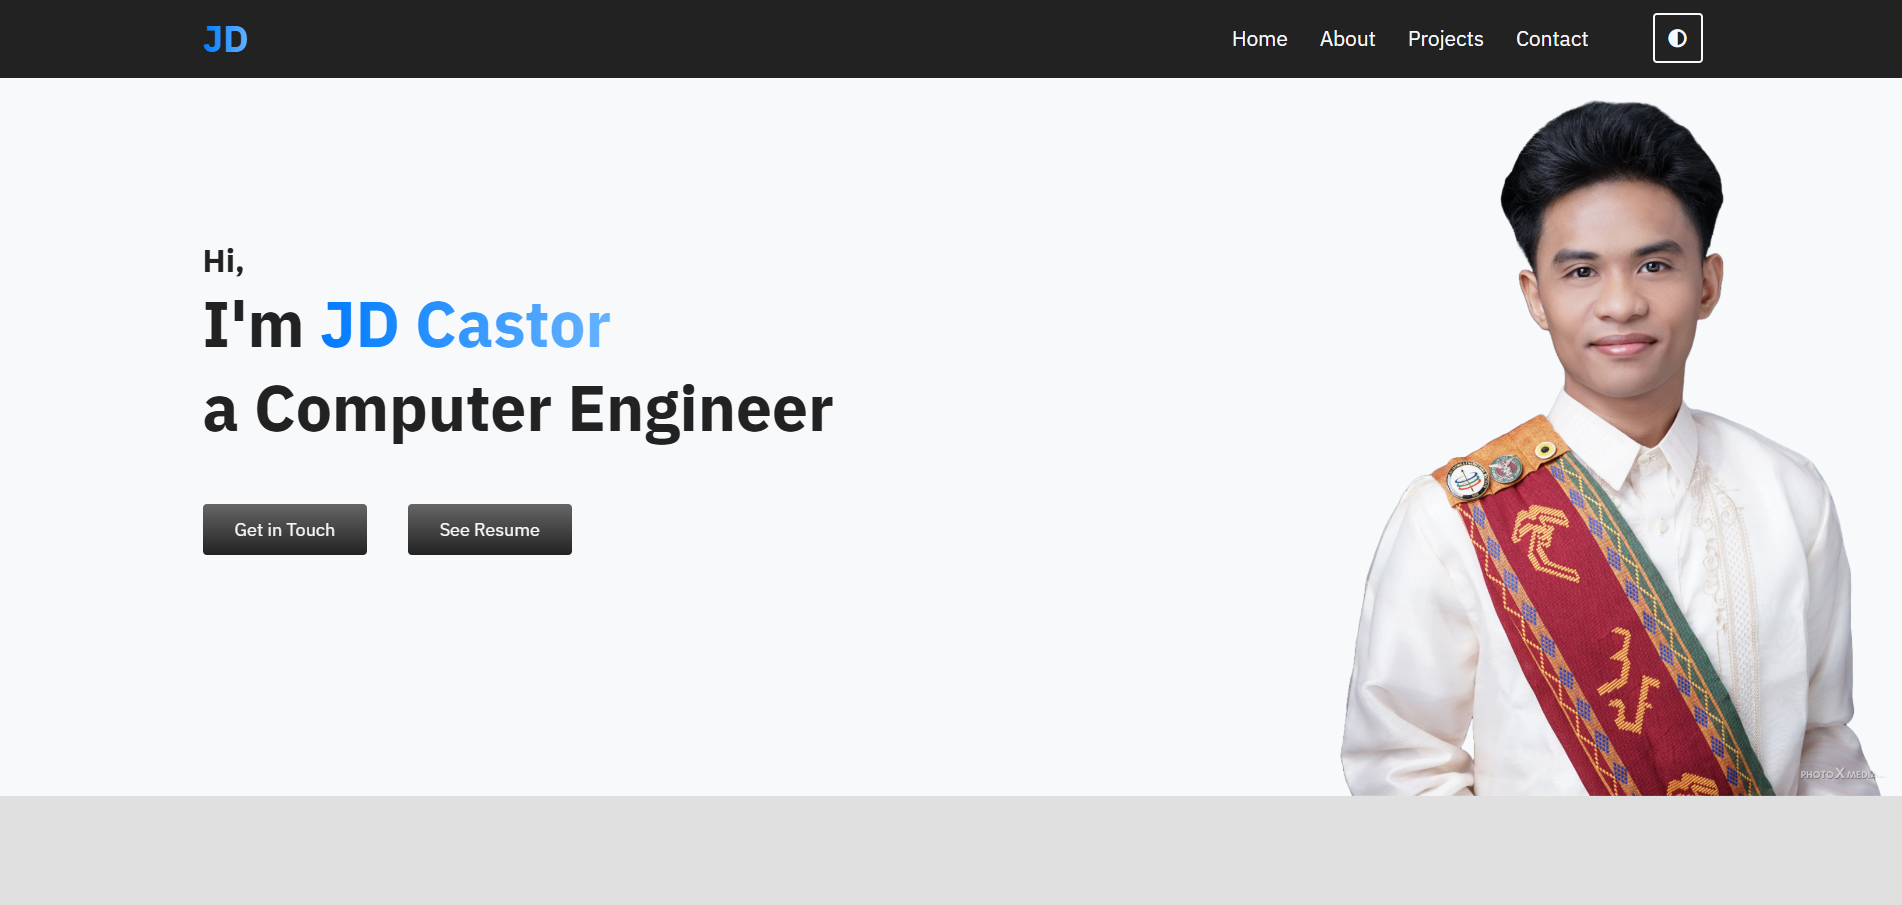 JD
Home
About
Projects
Contact
Hi,
I'm JD Castor
a Computer Engineer
Get in Touch
See Resume
PHOTO X MEDIA